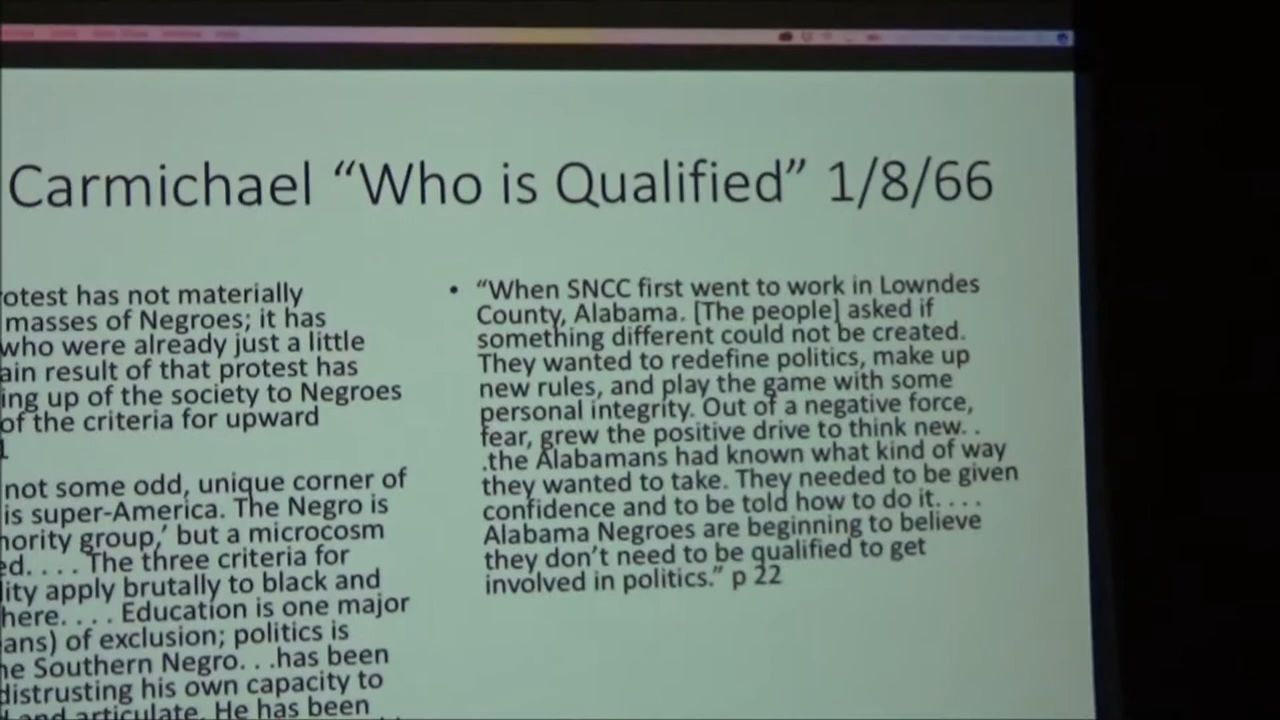 Carmichael “Who is Qualified” 1/8/66
otest has not materially
masses of Negroes; it has
who were already just a little
ain result of that protest has
ing up of the society to Negroes
of the criteria for upward
not some odd, unique corner of
is super-America. The Negro is
nority group,’ but a microcosm
ed. . . . The three criteria for
lity apply brutally to black and
here. . . . Education is one major
ans) of exclusion; politics is
he Southern Negro. . .has been
distrusting his own capacity to
and articulate. He has been
• “When SNCC first went to work in Lowndes
County, Alabama. [The people] asked if
something different could not be created.
They wanted to redefine politics, make up
new rules, and play the game with some
personal integrity. Out of a negative force,
fear, grew the positive drive to think new. .
.the Alabamans had known what kind of way
they wanted to take. They needed to be given
confidence and to be told how to do it. . . .
Alabama Negroes are beginning to believe
they don’t need to be qualified to get
involved in politics.” p 22